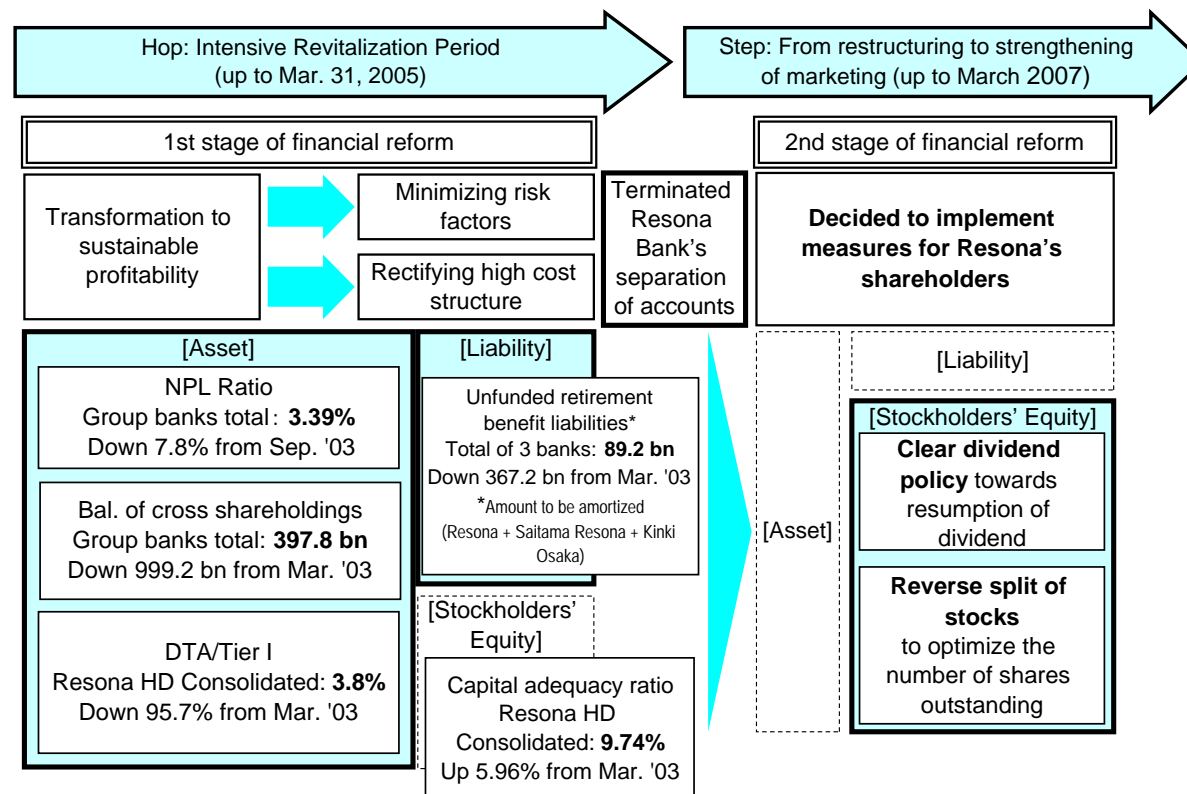 Hop: Intensive Revitalization Period
(up to Mar. 31, 2005)
Step: From restructuring to strengthening
of marketing (up to March 2007)
1st stage of financial reform
2nd stage of financial reform
Transformation to
sustainable
profitability
Minimizing risk
factors
Rectifying high cost
structure
Terminated
Resona
Bank's
separation
of accounts
Decided to implement
measures for Resona's
shareholders
[Asset]
NPL Ratio
Group banks total : 3.39%
Down 7.8% from Sep. '03
Bal. of cross shareholdings
Group banks total: 397.8 bn
Down 999.2 bn from Mar. '03
DTA/Tier I
Resona HD Consolidated: 3.8%
Down 95.7% from Mar. '03
[Liability]
Unfunded retirement
benefit liabilities*
Total of 3 banks: 89.2 bn
Down 367.2 bn from Mar. '03
*Amount to be amortized
(Resona + Saitama Resona + Kinki
Osaka)
[Stockholders'
Equity]
Capital adequacy ratio
Resona HD
Consolidated: 9.74%
Up 5.96% from Mar. '03
[Asset]
[Liability]
[Stockholders' Equity]
Clear dividend
policy towards
resumption of
dividend
Reverse split of
stocks
to optimize the
number of shares
outstanding